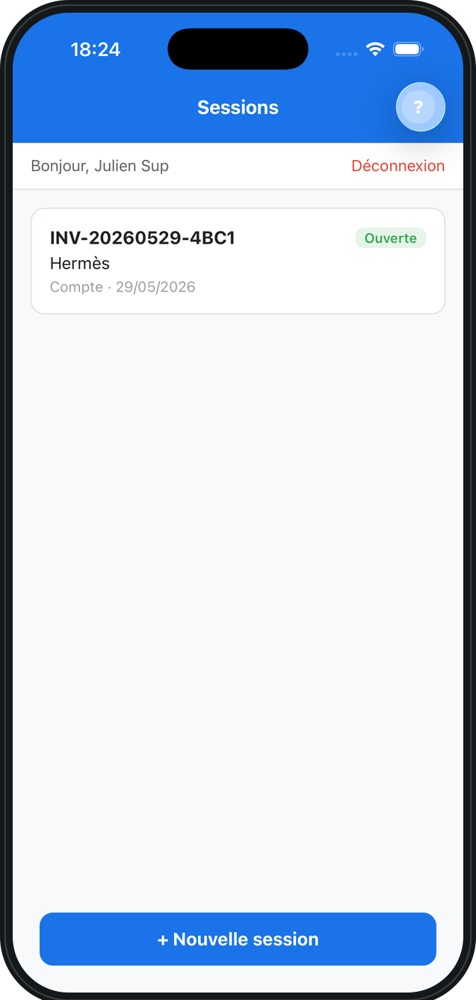 18:24
Sessions
?
Bonjour, Julien Sup
Déconnexion
INV-20260529-4BC1
Ouverte
Hermès
Compte · 29/05/2026
+ Nouvelle session